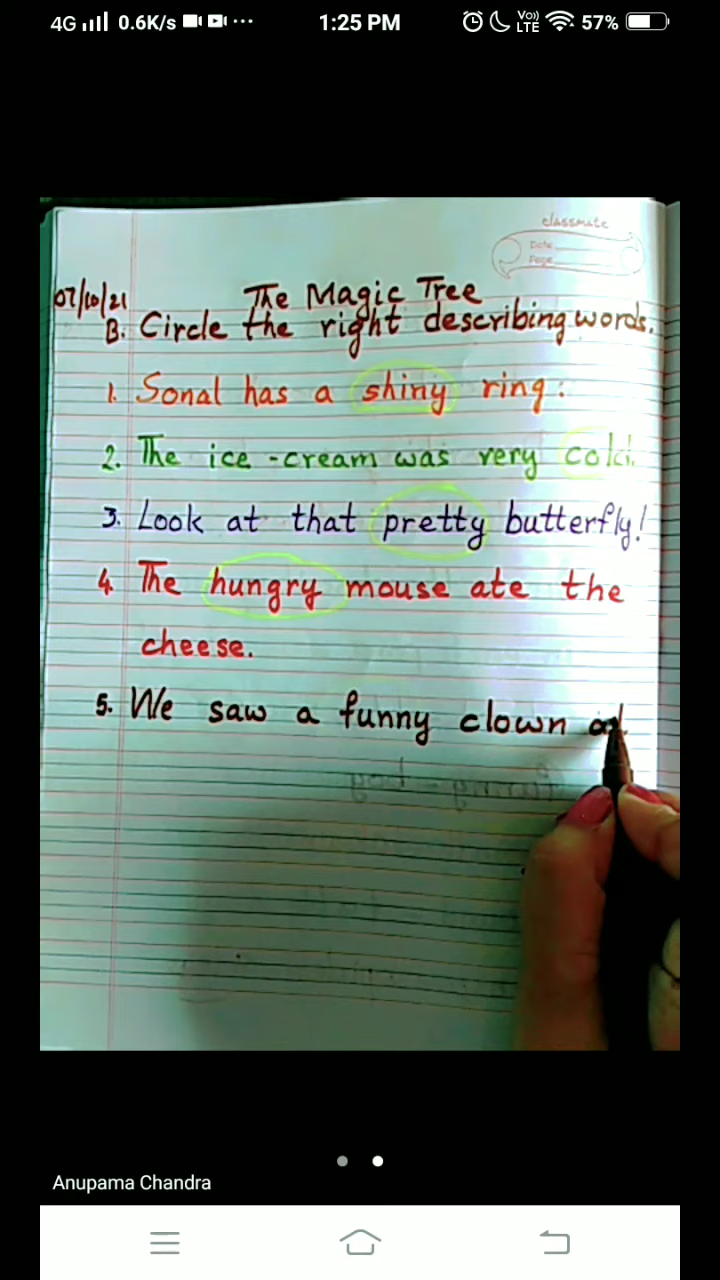 4G 0.6K/s ... 1:25 PM Vo) LTE 57%
classmate
Date
Page
07/10/21 The Magic Tree
B. Circle the right describing words.
1. Sonal has a shiny ring.
2. The ice-cream was very cold.
3. Look at that pretty butterfly!
4. The hungry mouse ate the
cheese.
5. We saw a funny clown
Anupama Chandra